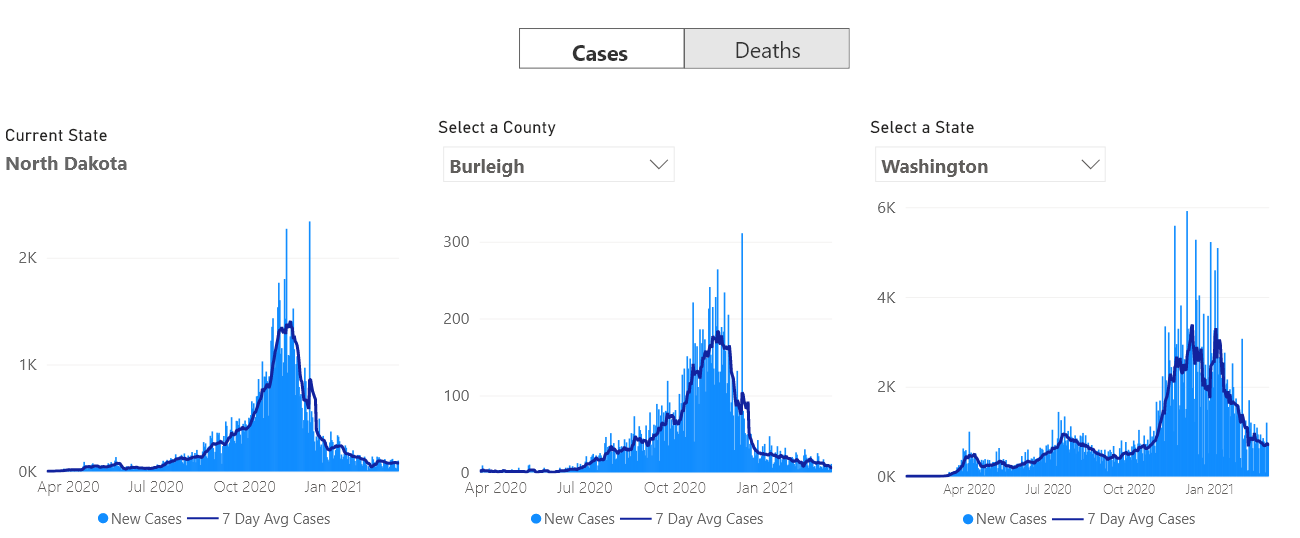 Cases
Deaths
Current State
North Dakota
2K
1K
0K
Apr 2020 Jul 2020 Oct 2020 Jan 2021
New Cases 7 Day Avg Cases
Select a County
Burleigh
300
200
100
0
Apr 2020 Jul 2020 Oct 2020 Jan 2021
New Cases 7 Day Avg Cases
Select a State
Washington
6K
4K
2K
0K
Apr 2020 Jul 2020 Oct 2020 Jan 2021
New Cases 7 Day Avg Cases